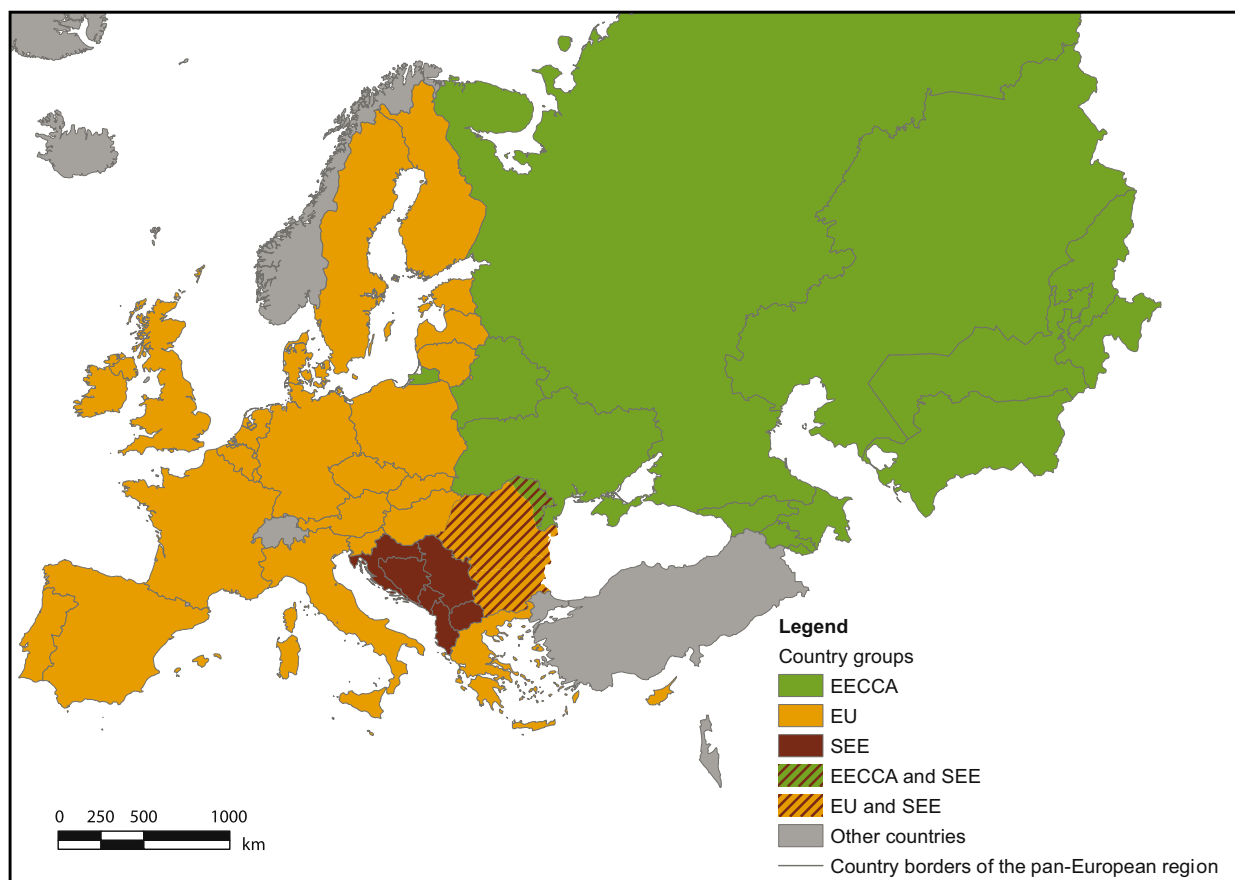 Legend
Country groups
EECCA
EU
SEE
EECCA and SEE
EU and SEE
Other countries
Country borders of the pan-European region
0 250 500 1000
km